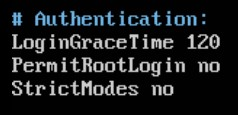 # Authentication:
LoginGraceTime 120
PermitRootLogin no
StrictModes no